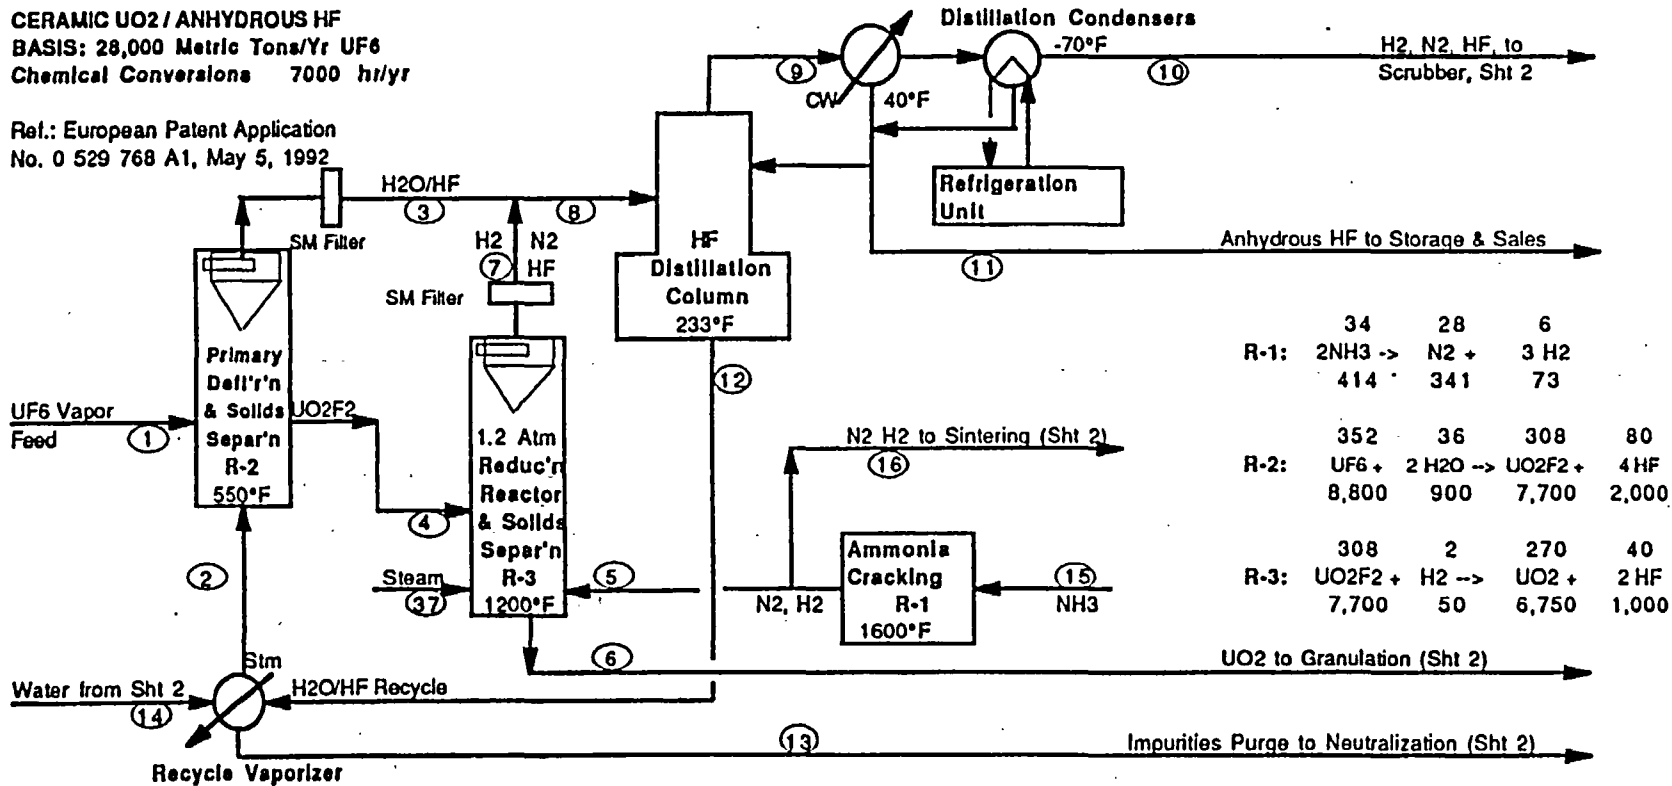 CERAMIC UO2 / ANHYDROUS HF
BASIS: 28,000 Metric Tons/Yr UF6
Chemical Conversions 7000 hr/yr
Ref.: European Patent Application
No. 0 529 768 A1, May 5, 1992
Distillation Condensers
-70°F
9
10
H2, N2, HF, to
Scrubber, Sht 2
CW
40°F
Refrigeration
Unit
H2O/HF
3
8
SM Filter
H2 N2
7 HF
SM Filter
HF
Distillation
Column
233°F
Anhydrous HF to Storage & Sales
11
12
Primary
Defl'r'n
& Solids
Separ'n
R-2
550°F
UF6 Vapor
Feed
1
UO2F2
4
1.2 Atm
Reduc'n
Reactor
& Solids
Separ'n
R-3
1200°F
2
Steam
37
5
N2 H2 to Sintering (Sht 2)
16
Ammonia
Cracking
R-1
1600°F
N2, H2
15
NH3
34 28 6
R-1: 2NH3 -> N2 + 3 H2
414 341 73
352 36 308 80
R-2: UF6 + 2 H2O --> UO2F2 + 4HF
8,800 900 7,700 2,000
308 2 270 40
R-3: UO2F2 + H2 --> UO2 + 2 HF
7,700 50 6,750 1,000
6
UO2 to Granulation (Sht 2)
Stm
Water from Sht 2
14
H2O/HF Recycle
13
Impurities Purge to Neutralization (Sht 2)
Recycle Vaporizer